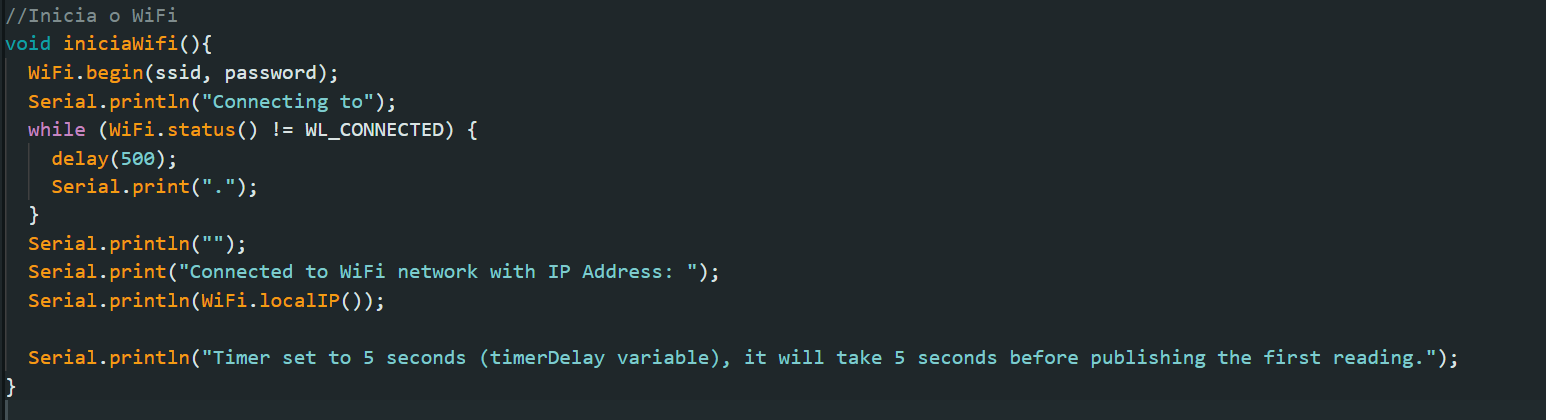 //Inicia o WiFi
void iniciaWifi(){
  WiFi.begin(ssid, password);
  Serial.println("Connecting to");
  while (WiFi.status() != WL_CONNECTED) {
    delay(500);
    Serial.print(".");
  }
  Serial.println("");
  Serial.print("Connected to WiFi network with IP Address: ");
  Serial.println(WiFi.localIP());

  Serial.println("Timer set to 5 seconds (timerDelay variable), it will take 5 seconds before publishing the first reading.");
}